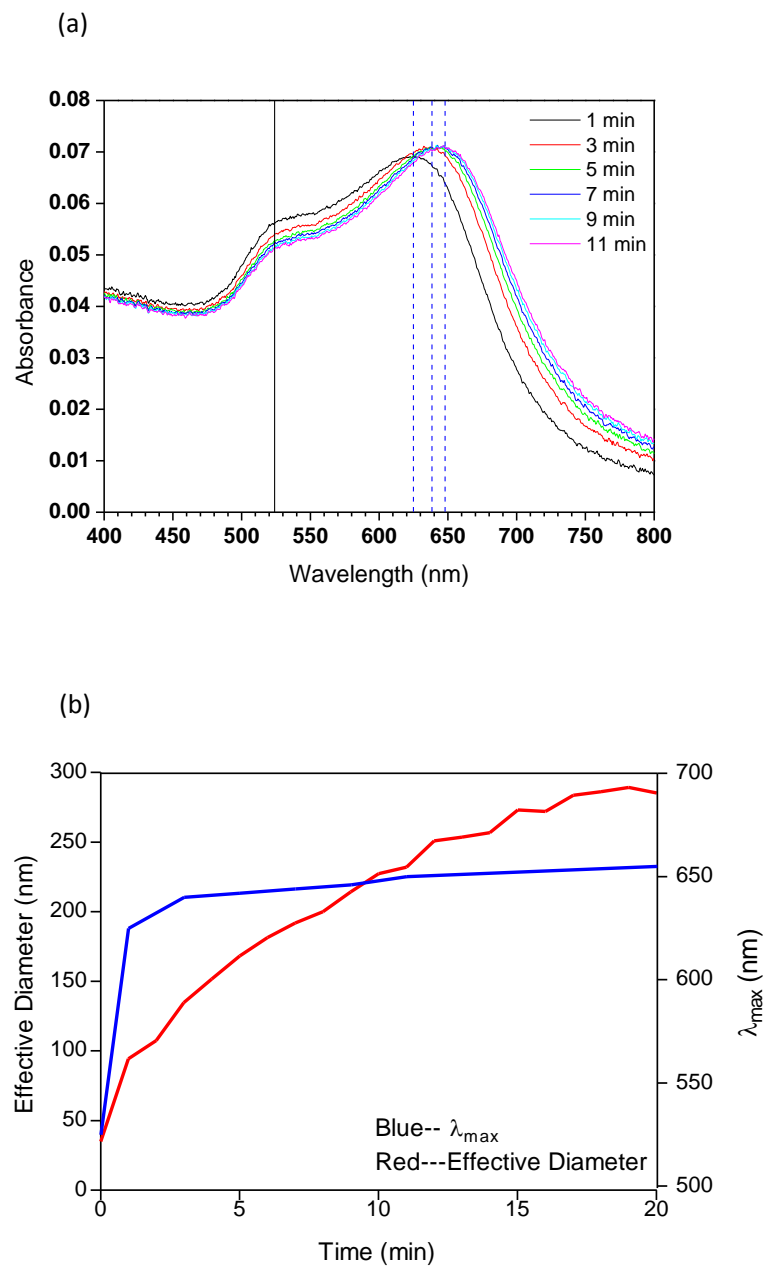 (a)
0.08
0.07
0.06
0.05
0.04
0.03
0.02
0.01
0.00
Absorbance
1 min
3 min
5 min
7 min
9 min
11 min
400 450 500 550 600 650 700 750 800
Wavelength (nm)
(b)
300
250
200
150
100
50
0
Effective Diameter (nm)
700
650
600
550
500
λmax (nm)
Blue-- λmax
Red---Effective Diameter
0 5 10 15 20
Time (min)